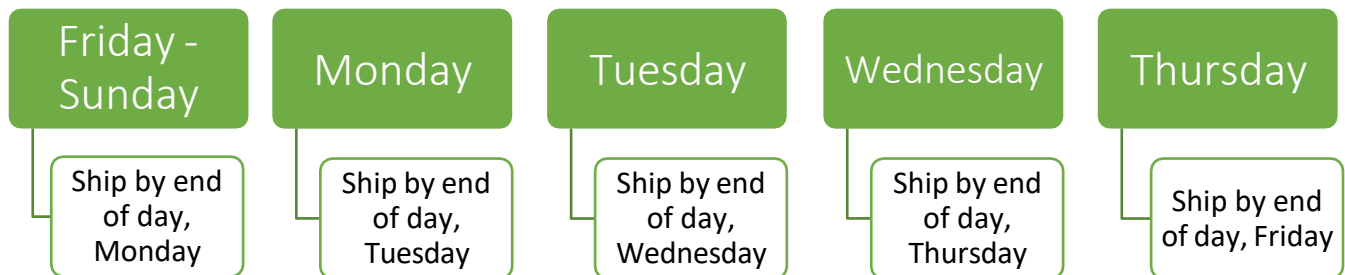 Friday -
Sunday
Ship by end
of day,
Monday
Monday
Ship by end
of day,
Tuesday
Tuesday
Ship by end
of day,
Wednesday
Wednesday
Ship by end
of day,
Thursday
Thursday
Ship by end
of day, Friday